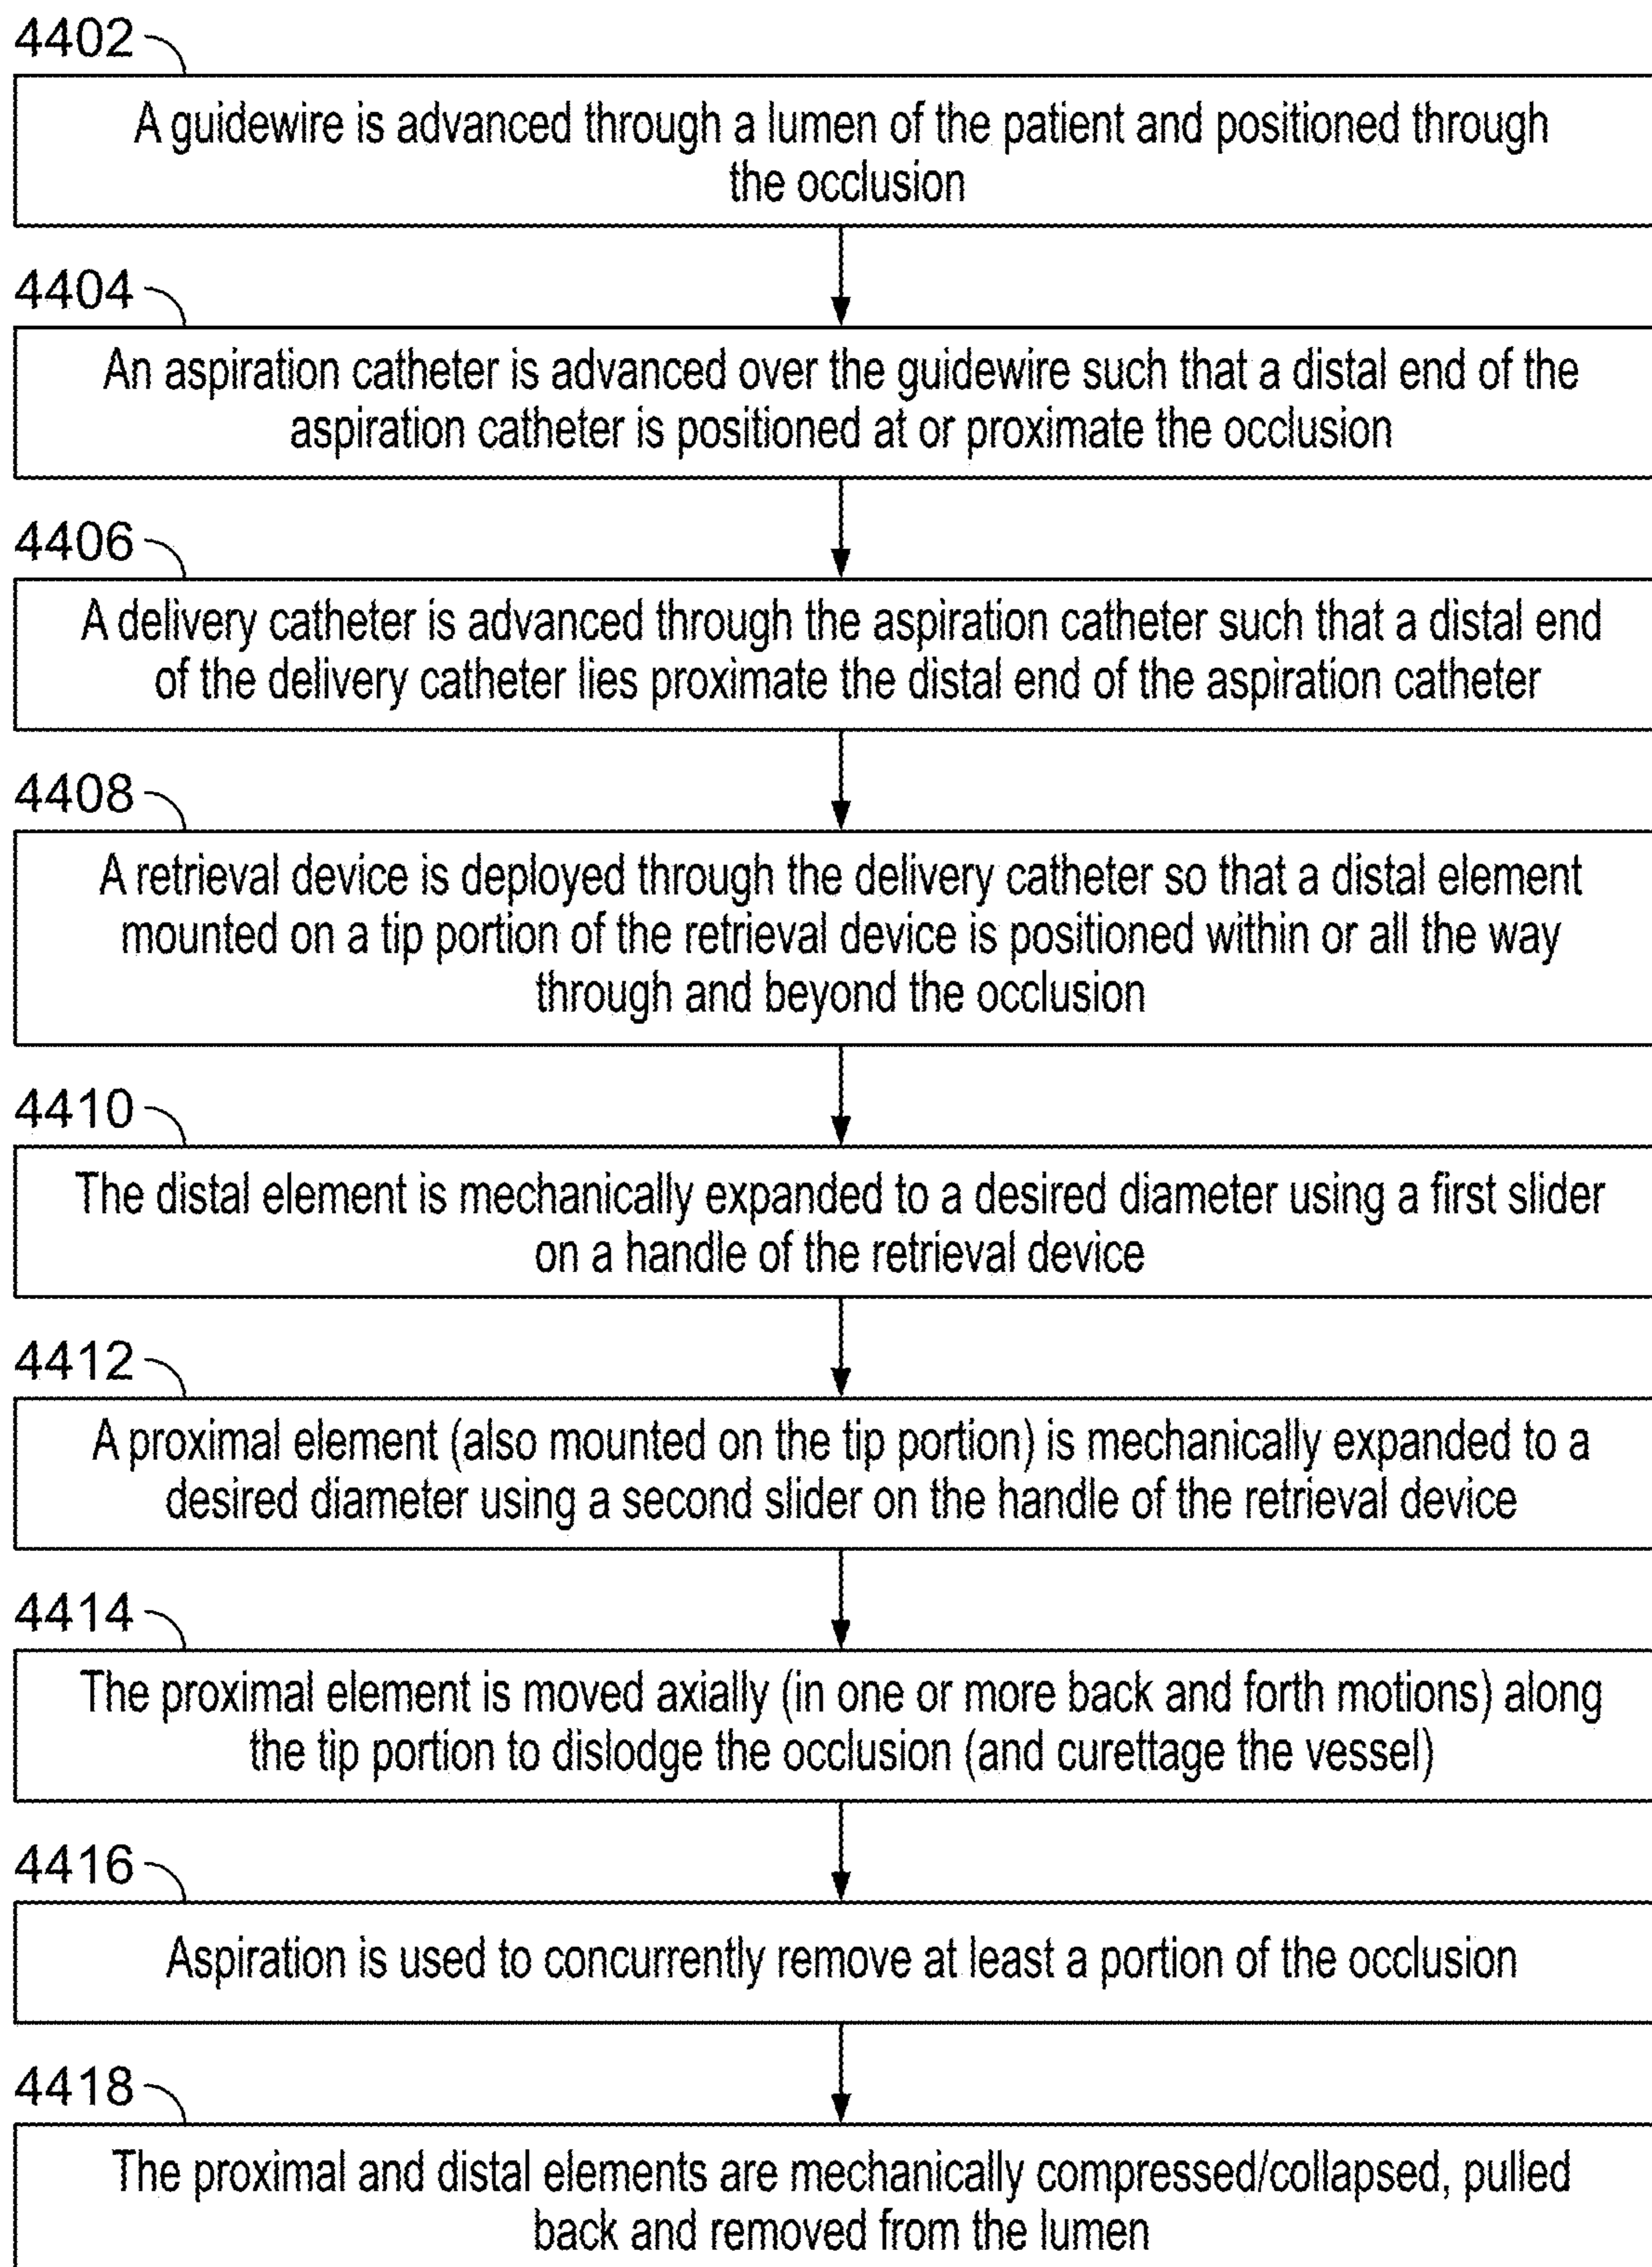 4402
A guidewire is advanced through a lumen of the patient and positioned through
the occlusion
4404
An aspiration catheter is advanced over the guidewire such that a distal end of the
aspiration catheter is positioned at or proximate the occlusion
4406
A delivery catheter is advanced through the aspiration catheter such that a distal end
of the delivery catheter lies proximate the distal end of the aspiration catheter
4408
A retrieval device is deployed through the delivery catheter so that a distal element
mounted on a tip portion of the retrieval device is positioned within or all the way
through and beyond the occlusion
4410
The distal element is mechanically expanded to a desired diameter using a first slider
on a handle of the retrieval device
4412
A proximal element (also mounted on the tip portion) is mechanically expanded to a
desired diameter using a second slider on the handle of the retrieval device
4414
The proximal element is moved axially (in one or more back and forth motions) along
the tip portion to dislodge the occlusion (and curettage the vessel)
4416
Aspiration is used to concurrently remove at least a portion of the occlusion
4418
The proximal and distal elements are mechanically compressed/collapsed, pulled
back and removed from the lumen